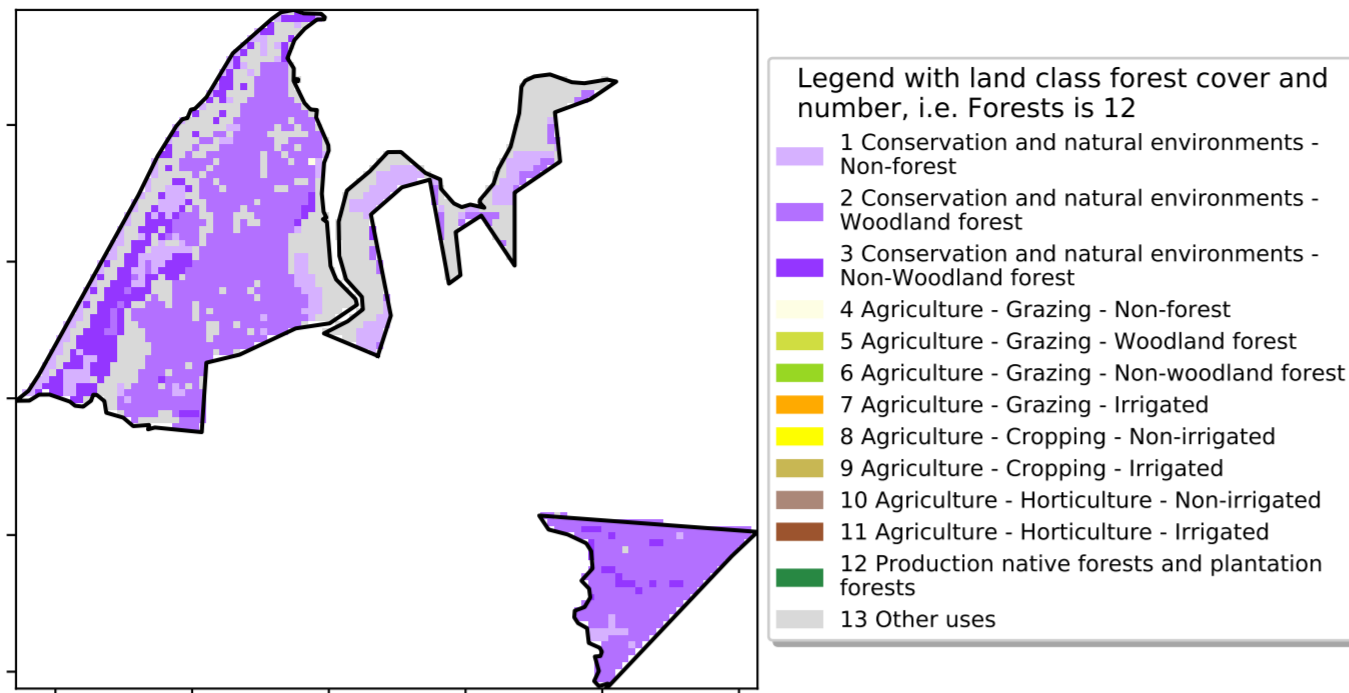 Legend with land class forest cover and
number, i.e. Forests is 12
1 Conservation and natural environments -
Non-forest
2 Conservation and natural environments -
Woodland forest
3 Conservation and natural environments -
Non-Woodland forest
4 Agriculture - Grazing - Non-forest
5 Agriculture - Grazing - Woodland forest
6 Agriculture - Grazing - Non-woodland forest
7 Agriculture - Grazing - Irrigated
8 Agriculture - Cropping - Non-irrigated
9 Agriculture - Cropping - Irrigated
10 Agriculture - Horticulture - Non-irrigated
11 Agriculture - Horticulture - Irrigated
12 Production native forests and plantation
forests
13 Other uses